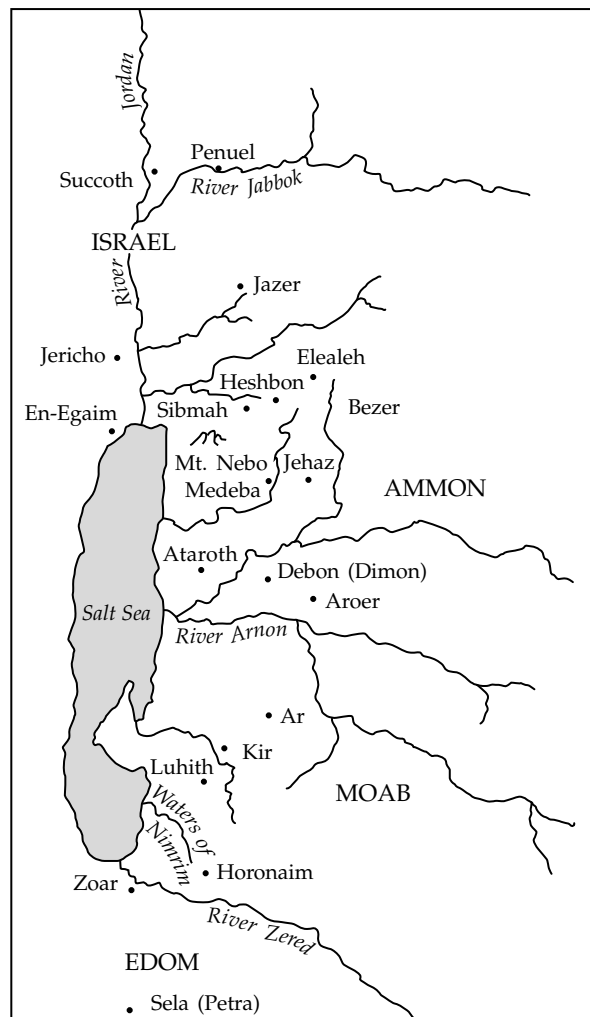 Jordan
Penuel
Succoth
River Jabbok
ISRAEL
River
Jazer
Jericho
Elealeh
Heshbon
Bezer
En-Egaim
Sibmah
Mt. Nebo
Jehaz
Medeba
AMMON
Ataroth
Debon (Dimon)
Aroer
Salt Sea
River Arnon
Ar
Kir
Luhith
MOAB
Waters of
Nimrim
Horonaim
Zoar
River Zered
EDOM
Sela (Petra)